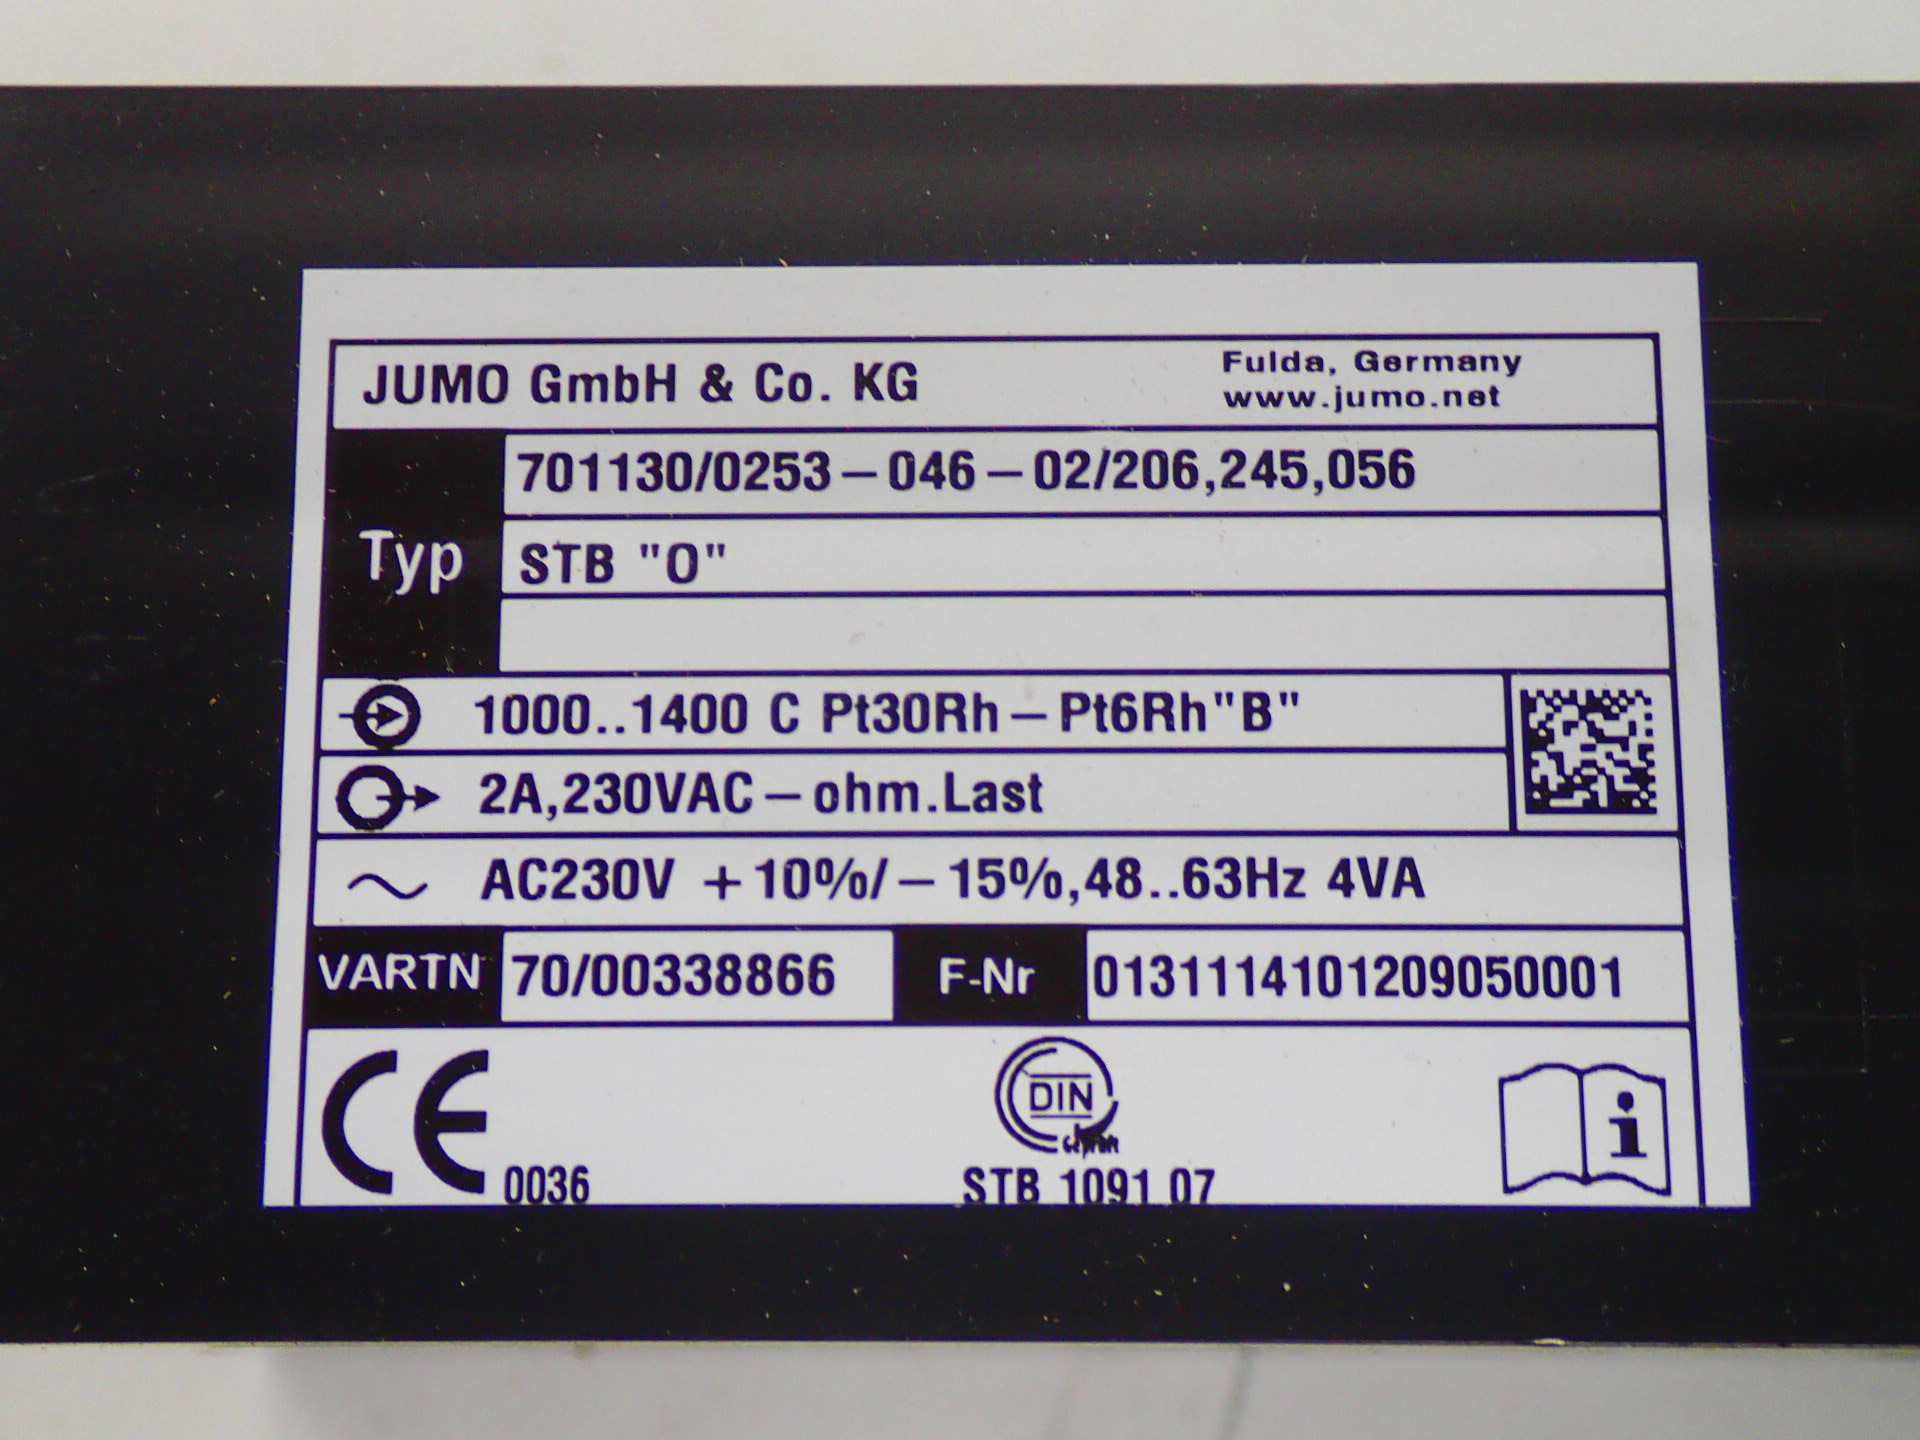 JUMO GmbH & Co. KG
Fulda, Germany
www.jumo.net
Typ
701130/0253-046-02/206,245,056
STB "O"
1000..1400 C Pt30Rh-Pt6Rh"B"
2A,230VAC-ohm.Last
AC230V +10%/-15%,48..63Hz 4VA
VARTN 70/00338866 F-Nr 0131114101209050001
CE 0036
DIN
STB 1091 07
i